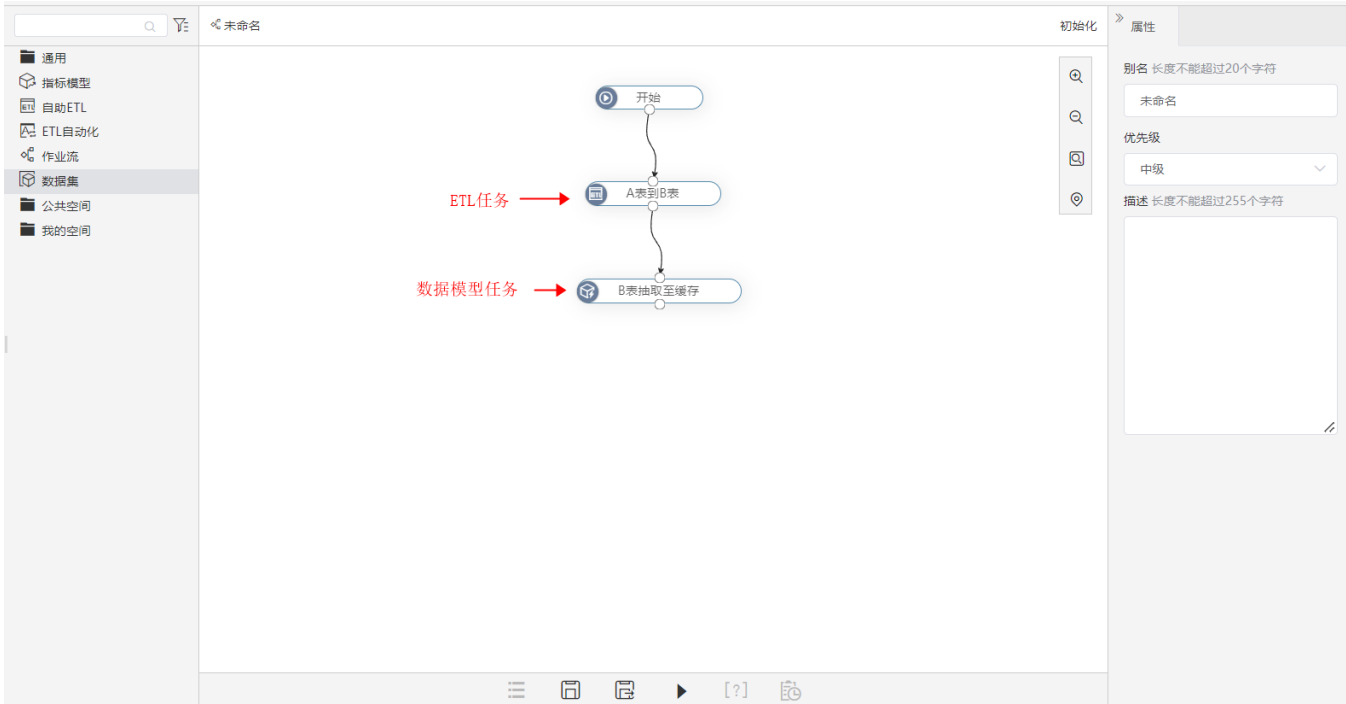 未命名
初始化
属性
通用
指标模型
自助ETL
ETL自动化
作业流
数据集
公共空间
我的空间
开始
ETL任务
A表到B表
数据模型任务
B表抽取至缓存
别名 长度不能超过20个字符
未命名
优先级
中级
描述 长度不能超过255个字符
[?]